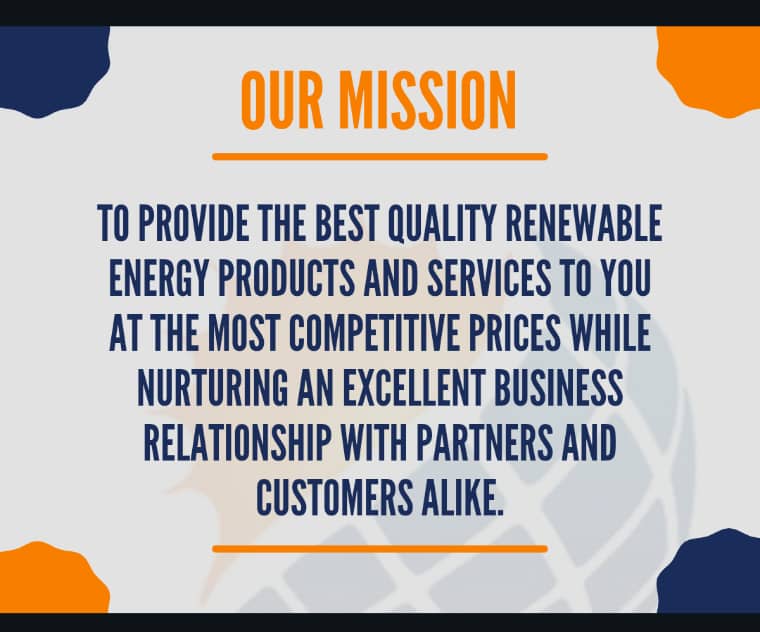 OUR MISSION
TO PROVIDE THE BEST QUALITY RENEWABLE
ENERGY PRODUCTS AND SERVICES TO YOU
AT THE MOST COMPETITIVE PRICES WHILE
NURTURING AN EXCELLENT BUSINESS
RELATIONSHIP WITH PARTNERS AND
CUSTOMERS ALIKE.